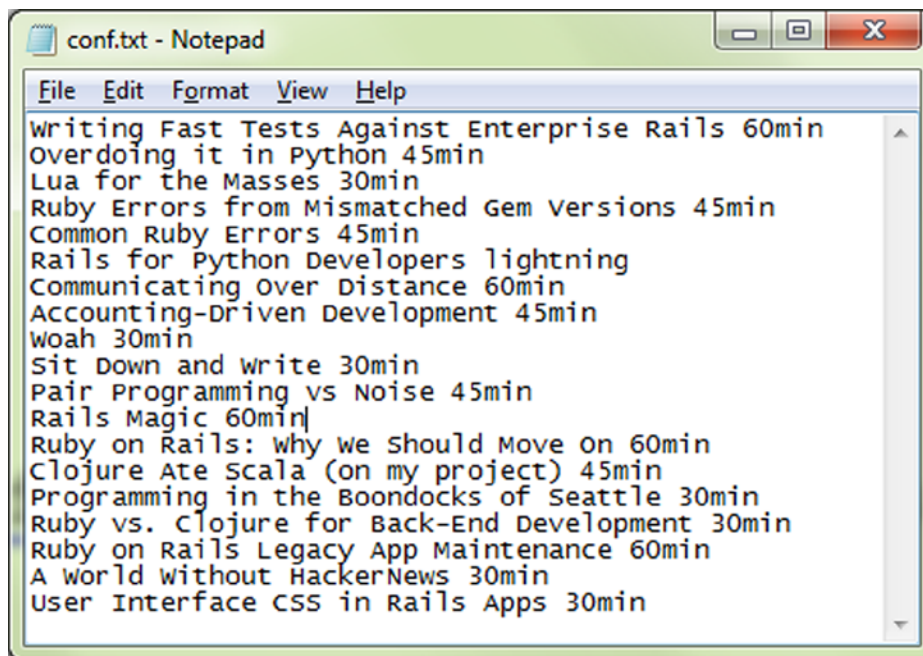 conf.txt - Notepad
File Edit Format View Help
Writing Fast Tests Against Enterprise Rails 60min
Overdoing it in Python 45min
Lua for the Masses 30min
Ruby Errors from Mismatched Gem Versions 45min
Common Ruby Errors 45min
Rails for Python Developers lightning
Communicating Over Distance 60min
Accounting-Driven Development 45min
Woah 30min
Sit Down and Write 30min
Pair Programming vs Noise 45min
Rails Magic 60min
Ruby on Rails: Why We Should Move On 60min
Clojure Ate Scala (on my project) 45min
Programming in the Boondocks of Seattle 30min
Ruby vs. Clojure for Back-End Development 30min
Ruby on Rails Legacy App Maintenance 60min
A World Without HackerNews 30min
User Interface CSS in Rails Apps 30min